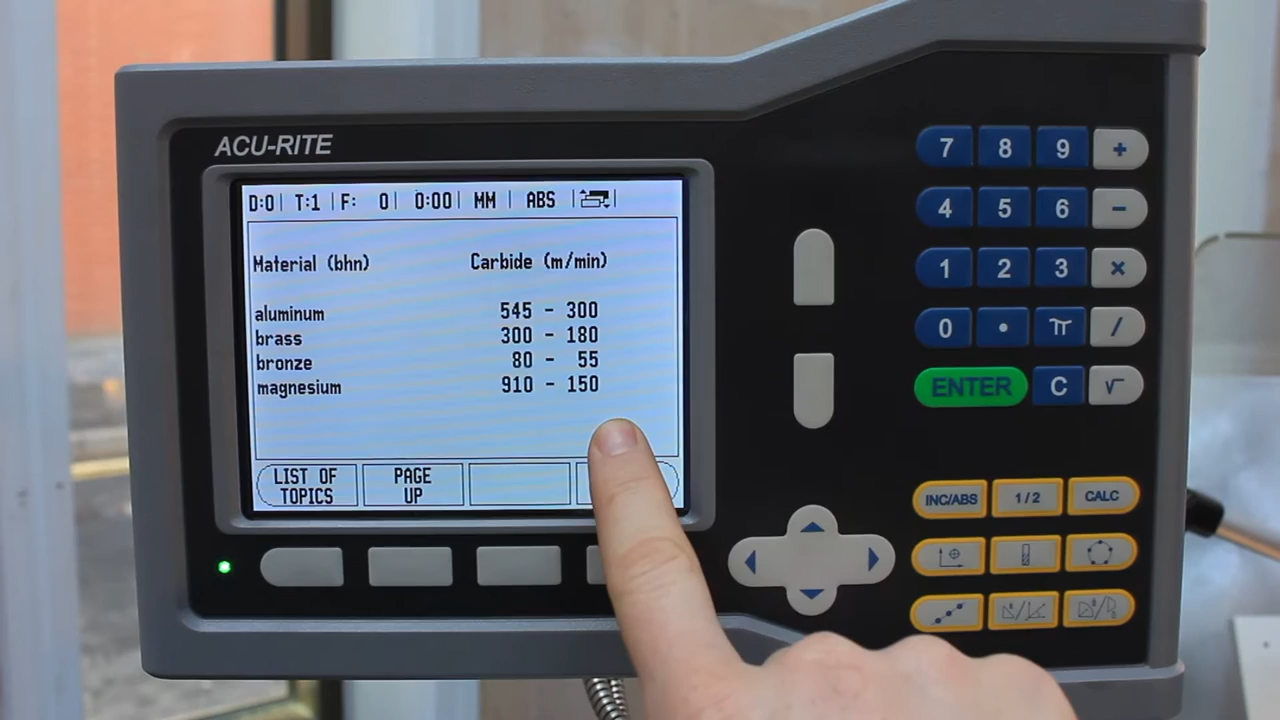 ACU-RITE
D:0 T:1 F: 0 0:00 MM ABS
Material (bhn) Carbide (m/min)
aluminum 545 - 300
brass 300 - 180
bronze 80 - 55
magnesium 910 - 150
LIST OF TOPICS PAGE UP
7 8 9 +
4 5 6 −
1 2 3 ×
0 • π /
ENTER C √
INC/ABS 1/2 CALC